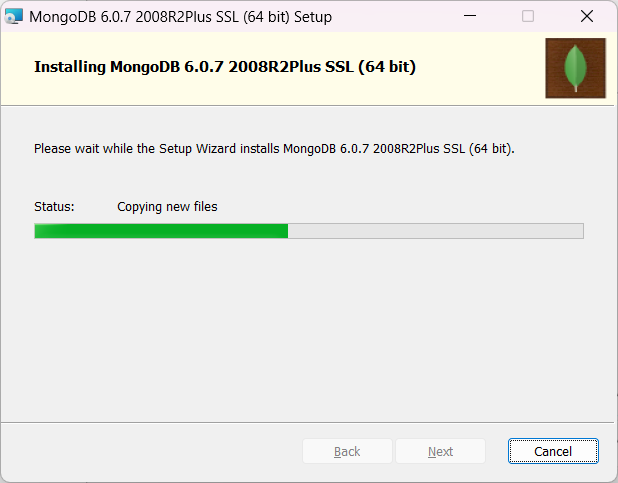 MongoDB 6.0.7 2008R2Plus SSL (64 bit) Setup
Installing MongoDB 6.0.7 2008R2Plus SSL (64 bit)
Please wait while the Setup Wizard installs MongoDB 6.0.7 2008R2Plus SSL (64 bit).
Status: Copying new files
Back Next Cancel